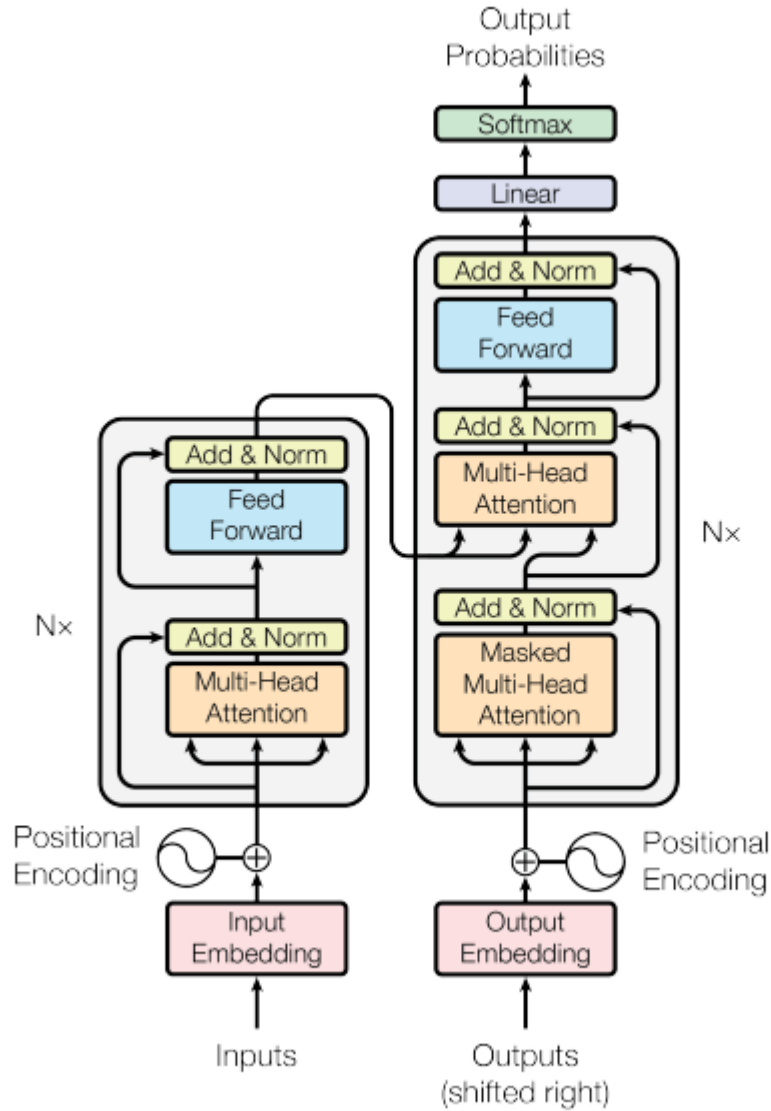 Output
Probabilities
Softmax
Linear
Add & Norm
Feed
Forward
Add & Norm
Multi-Head
Attention
Add & Norm
Masked
Multi-Head
Attention
N×
Add & Norm
Feed
Forward
Add & Norm
Multi-Head
Attention
N×
Positional
Encoding
Positional
Encoding
Input
Embedding
Output
Embedding
Inputs
Outputs
(shifted right)